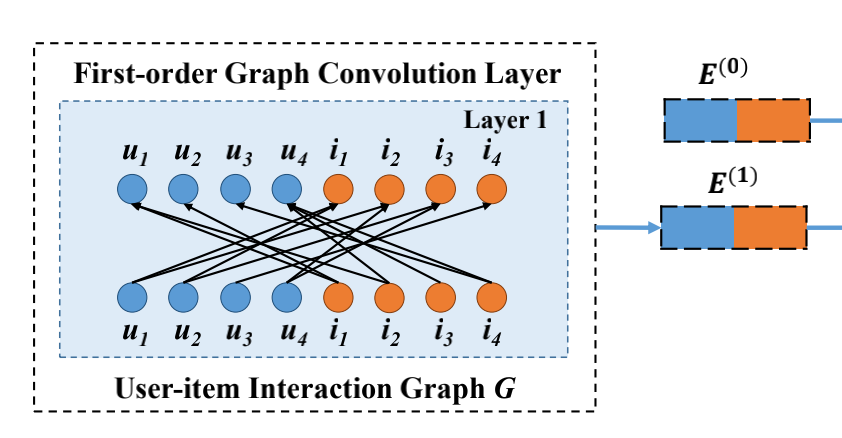 First-order Graph Convolution Layer
Layer 1
u1 u2 u3 u4 i1 i2 i3 i4
u1 u2 u3 u4 i1 i2 i3 i4
User-item Interaction Graph G
E(0)
E(1)